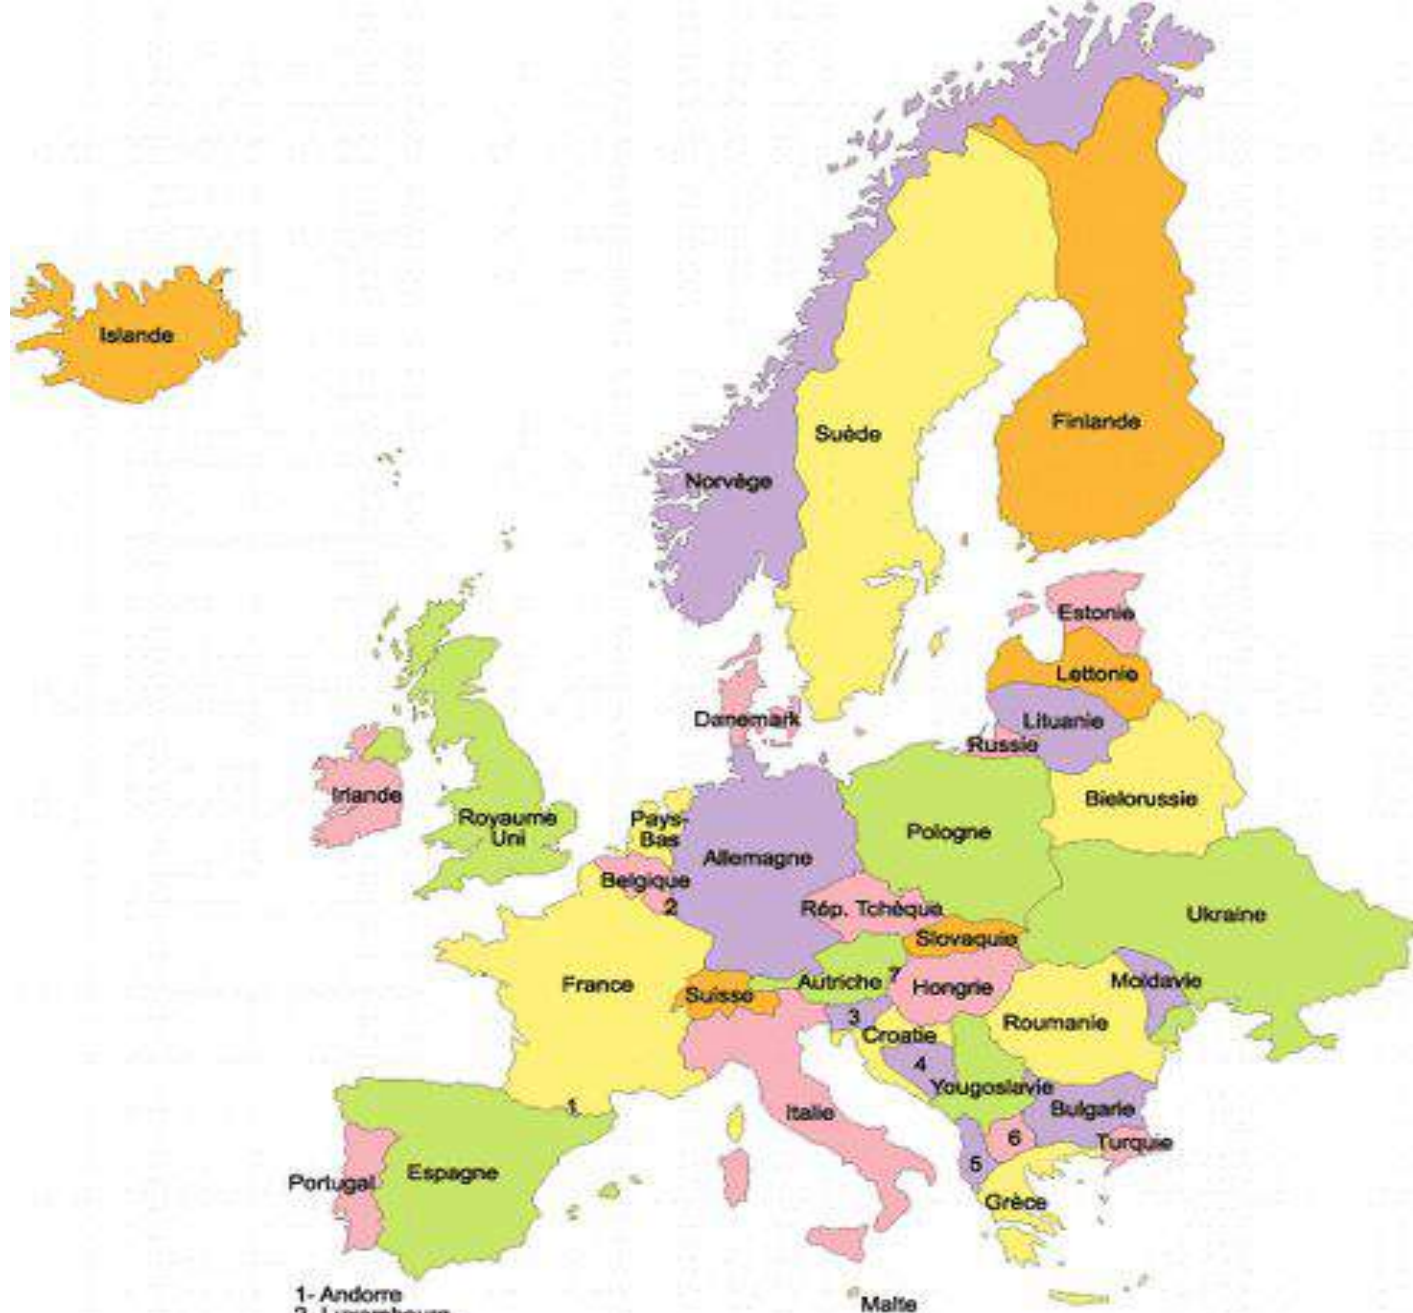 Islande
Suède
Finlande
Norvège
Estonie
Lettonie
Danemark
Lituanie
Russie
Irlande
Royaume
Uni
Pays-
Bas
Bielorussie
Pologne
Allemagne
Belgique
2
Rép. Tchèque
Ukraine
Slovaquie
France
Suisse
Autriche
7
Hongrie
Moldavie
3
Croatie
Roumanie
4
Yougoslavie
1
Italie
Bulgarie
6
Turquie
5
Portugal
Espagne
Grèce
1- Andorre
2- Luxembourg
Malte